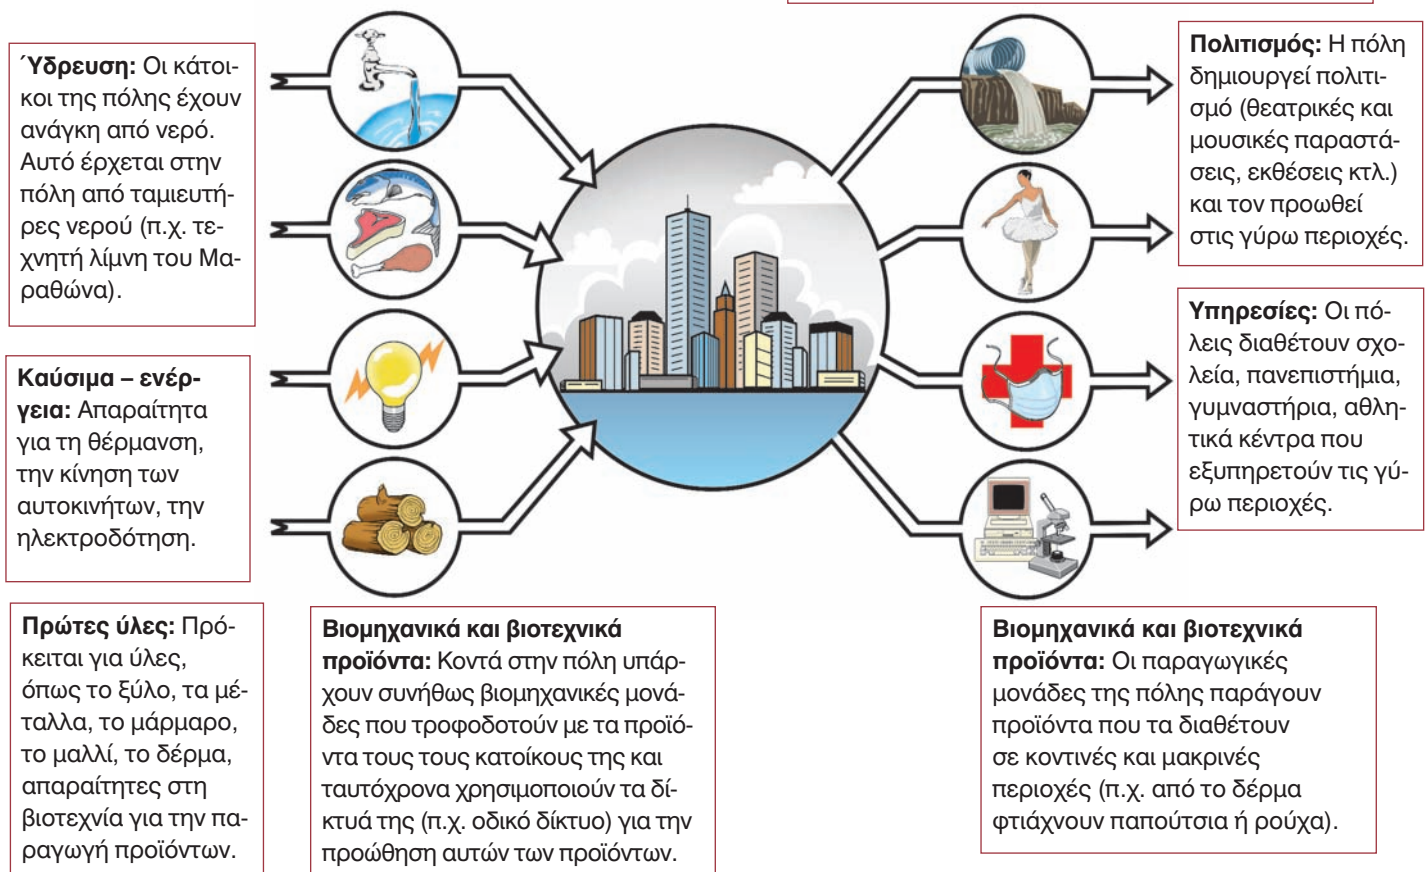 ΄Υδρευση: Οι κάτοι-
κοι της πόλης έχουν
ανάγκη από νερό.
Αυτό έρχεται στην
πόλη από ταμιευτή-
ρες νερού (π.χ. τε-
χνητή λίμνη του Μα-
ραθώνα).
Καύσιμα – ενέρ-
γεια: Απαραίτητα
για τη θέρμανση,
την κίνηση των
αυτοκινήτων, την
ηλεκτροδότηση.
Πρώτες ύλες: Πρό-
κειται για ύλες,
όπως το ξύλο, τα μέ-
ταλλα, το μάρμαρο,
το μαλλί, το δέρμα,
απαραίτητες στη
βιοτεχνία για την πα-
ραγωγή προϊόντων.
Βιομηχανικά και βιοτεχνικά
προϊόντα: Κοντά στην πόλη υπάρ-
χουν συνήθως βιομηχανικές μονά-
δες που τροφοδοτούν με τα προϊό-
ντα τους τους κατοίκους της και
ταυτόχρονα χρησιμοποιούν τα δί-
κτυά της (π.χ. οδικό δίκτυο) για την
προώθηση αυτών των προϊόντων.
Πολιτισμός: Η πόλη
δημιουργεί πολιτι-
σμό (θεατρικές και
μουσικές παραστά-
σεις, εκθέσεις κτλ.)
και τον προωθεί
στις γύρω περιοχές.
Υπηρεσίες: Οι πό-
λεις διαθέτουν σχο-
λεία, πανεπιστήμια,
γυμναστήρια, αθλη-
τικά κέντρα που
εξυπηρετούν τις γύ-
ρω περιοχές.
Βιομηχανικά και βιοτεχνικά
προϊόντα: Οι παραγωγικές
μονάδες της πόλης παράγουν
προϊόντα που τα διαθέτουν
σε κοντινές και μακρινές
περιοχές (π.χ. από το δέρμα
φτιάχνουν παπούτσια ή ρούχα).